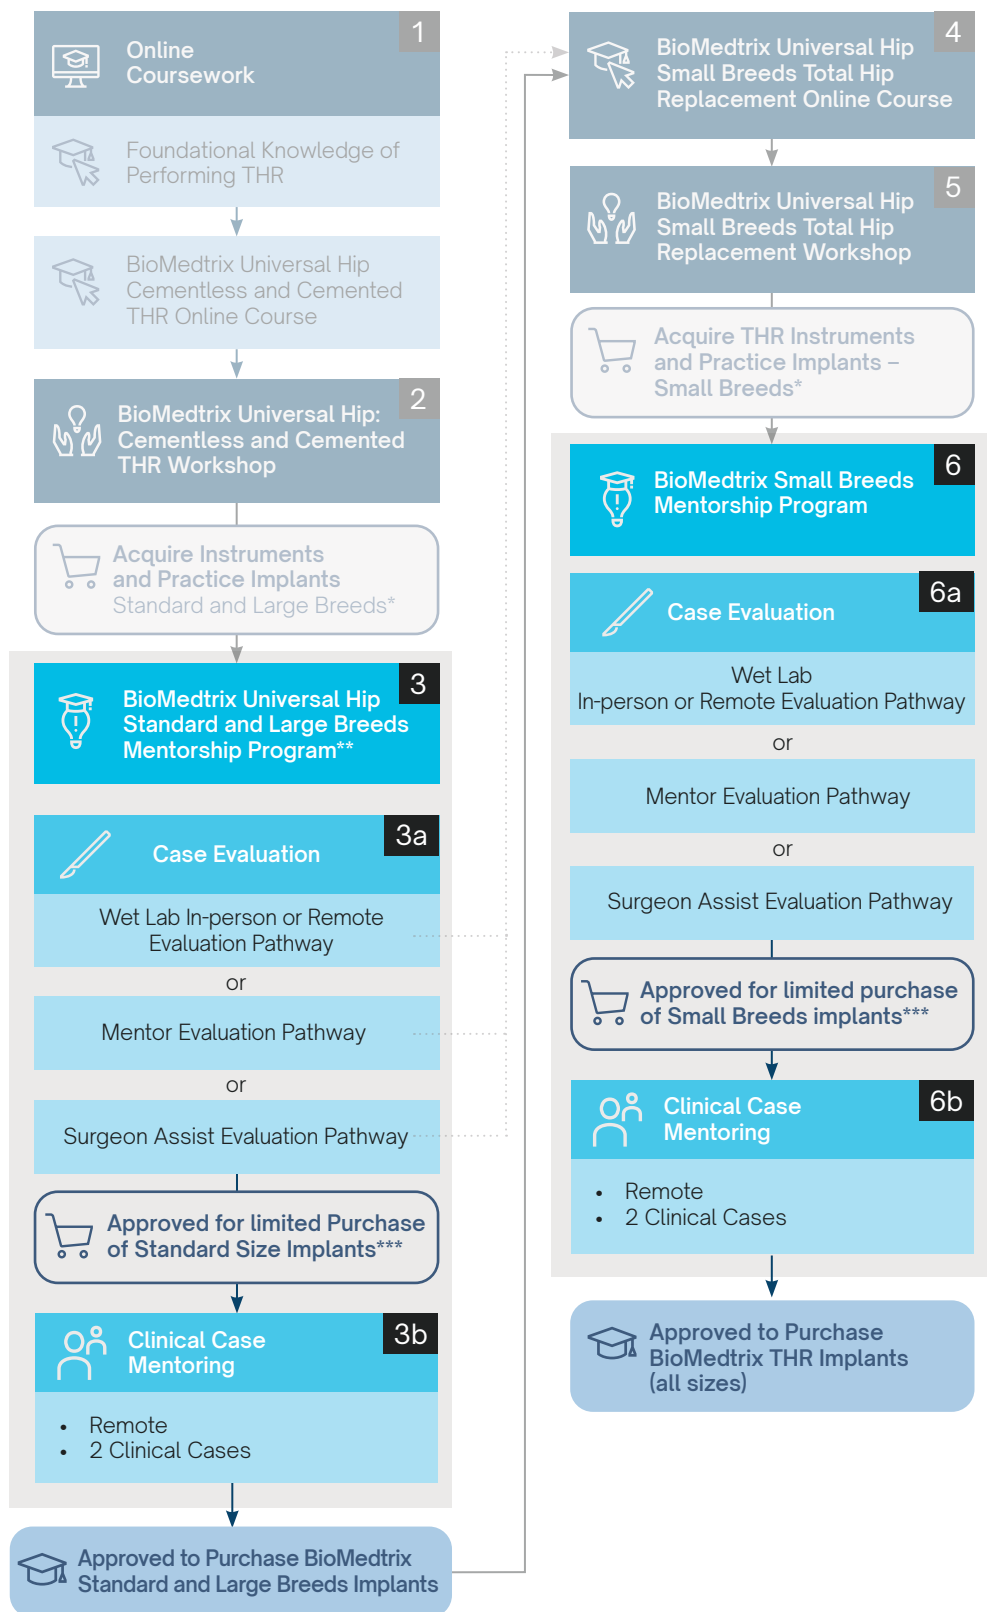 1
Online
Coursework
Foundational Knowledge of
Performing THR
BioMedtrix Universal Hip
Cementless and Cemented
THR Online Course
2
BioMedtrix Universal Hip:
Cementless and Cemented
THR Workshop
Acquire Instruments
and Practice Implants
Standard and Large Breeds*
3
BioMedtrix Universal Hip
Standard and Large Breeds
Mentorship Program**
3a
Case Evaluation
Wet Lab In-person or Remote
Evaluation Pathway
or
Mentor Evaluation Pathway
or
Surgeon Assist Evaluation Pathway
Approved for limited Purchase
of Standard Size Implants***
3b
Clinical Case
Mentoring
• Remote
• 2 Clinical Cases
Approved to Purchase BioMedtrix
Standard and Large Breeds Implants
4
BioMedtrix Universal Hip
Small Breeds Total Hip
Replacement Online Course
5
BioMedtrix Universal Hip
Small Breeds Total Hip
Replacement Workshop
Acquire THR Instruments
and Practice Implants –
Small Breeds*
6
BioMedtrix Small Breeds
Mentorship Program
6a
Case Evaluation
Wet Lab
In-person or Remote Evaluation Pathway
or
Mentor Evaluation Pathway
or
Surgeon Assist Evaluation Pathway
Approved for limited purchase
of Small Breeds implants***
6b
Clinical Case
Mentoring
• Remote
• 2 Clinical Cases
Approved to Purchase
BioMedtrix THR Implants
(all sizes)